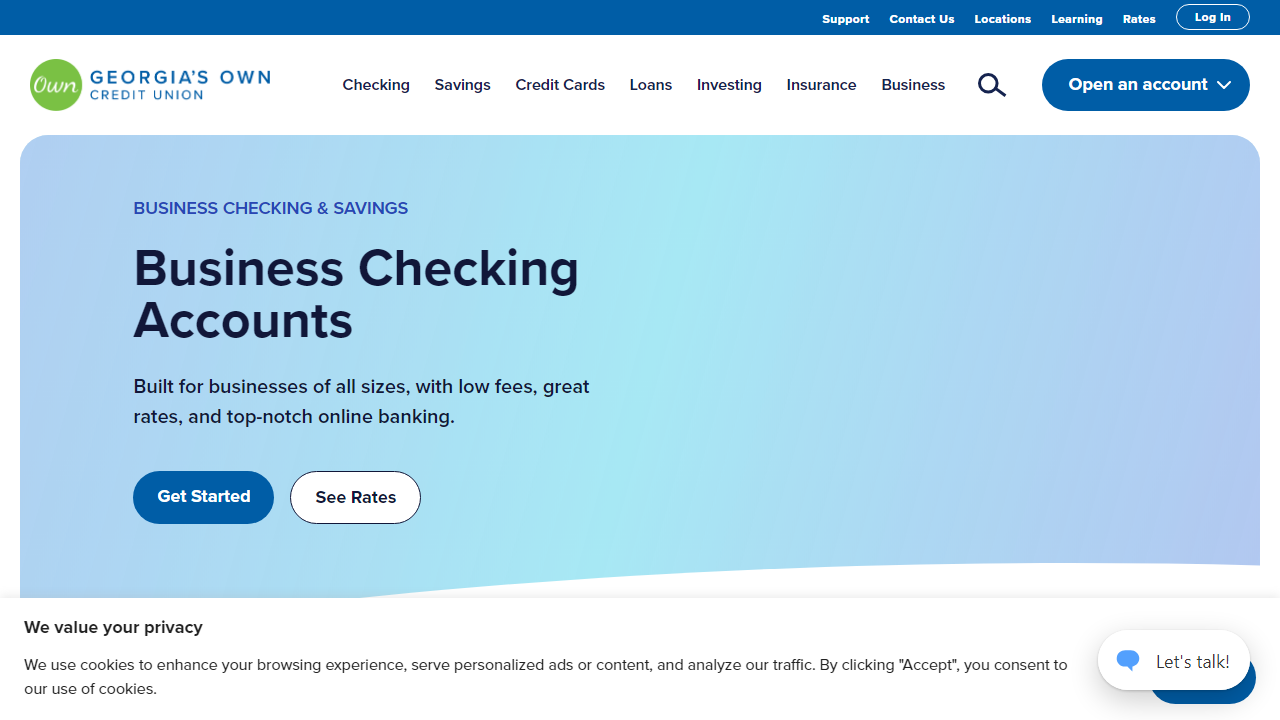 Support Contact Us Locations Learning Rates Log In
Own GEORGIA'S OWN
CREDIT UNION
Checking Savings Credit Cards Loans Investing Insurance Business Open an account
BUSINESS CHECKING & SAVINGS
Business Checking
Accounts
Built for businesses of all sizes, with low fees, great
rates, and top-notch online banking.
Get Started See Rates
We value your privacy
We use cookies to enhance your browsing experience, serve personalized ads or content, and analyze our traffic. By clicking "Accept", you consent to
our use of cookies.
Let's talk!